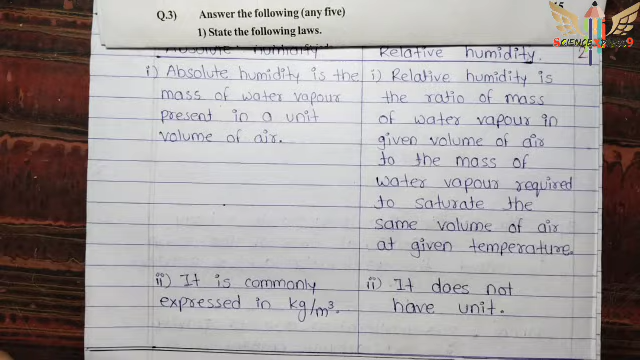 Q.3) Answer the following (any five)
1) State the following laws.
Absolute humidity
Relative humidity. 2
i) Absolute humidity is the
mass of water vapour
present in a unit
volume of air.
i) Relative humidity is
the ratio of mass
of water vapour in
given volume of air
to the mass of
water vapour required
to saturate the
same volume of air
at given temperature.
ii) It is commonly
expressed in kg/m³.
ii) It does not
have unit.